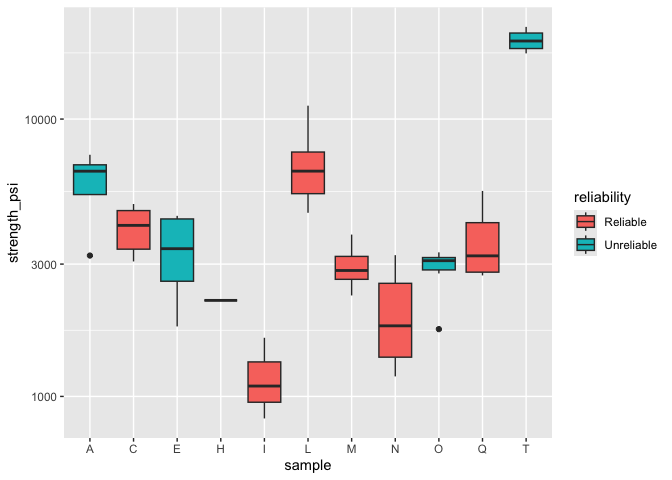 10000
3000
1000
strength_psi
A C E H I L M N O Q T
sample
reliability
Reliable
Unreliable